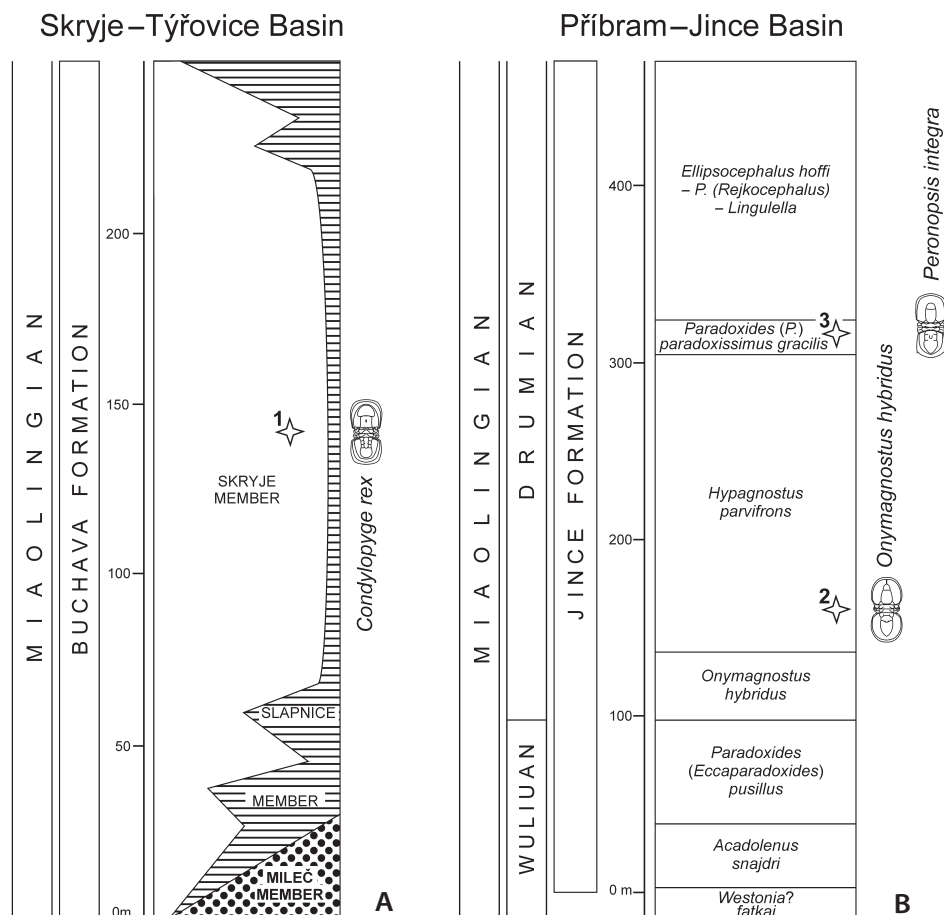 Skryje–Týřovice Basin
MIAOLINGIAN
BUCHAVA FORMATION
200
150
100
50
0m
1
SKRYJE
MEMBER
SLAPNICE
MEMBER
MILEČ
MEMBER
Condylopyge rex
A
Příbram–Jince Basin
MIAOLINGIAN
DRUMIAN
WULIUAN
JINCE FORMATION
400
300
200
100
0 m
Ellipsocephalus hoffi
– P. (Rejkocephalus)
– Lingulella
3
Paradoxides (P.)
paradoxissimus gracilis
Hypagnostus
parvifrons
2
Onymagnostus
hybridus
Paradoxides
(Eccaparadoxides)
pusillus
Acadolenus
snajdri
Westonia?
fatkai
Peronopsis integra
Onymagnostus hybridus
B